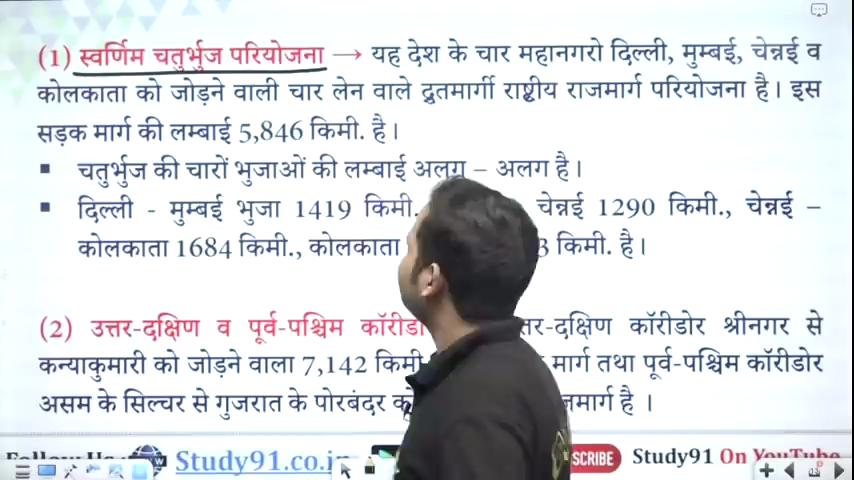 (1) स्वर्णिम चतुर्भुज परियोजना → यह देश के चार महानगरो दिल्ली, मुम्बई, चेन्नई व
कोलकाता को जोड़ने वाली चार लेन वाले द्रुतमार्गी राष्ट्रीय राजमार्ग परियोजना है। इस
सड़क मार्ग की लम्बाई 5,846 किमी. है।
▪ चतुर्भुज की चारों भुजाओं की लम्बाई अलग – अलग है।
▪ दिल्ली - मुम्बई भुजा 1419 किमी. चेन्नई 1290 किमी., चेन्नई –
कोलकाता 1684 किमी., कोलकाता 3 किमी. है।
(2) उत्तर-दक्षिण व पूर्व-पश्चिम कॉरीडो तर-दक्षिण कॉरीडोर श्रीनगर से
कन्याकुमारी को जोड़ने वाला 7,142 किमी मार्ग तथा पूर्व-पश्चिम कॉरीडोर
असम के सिल्चर से गुजरात के पोरबंदर को जमार्ग है ।
Study91.co.in SCRIBE Study91 On YouTube